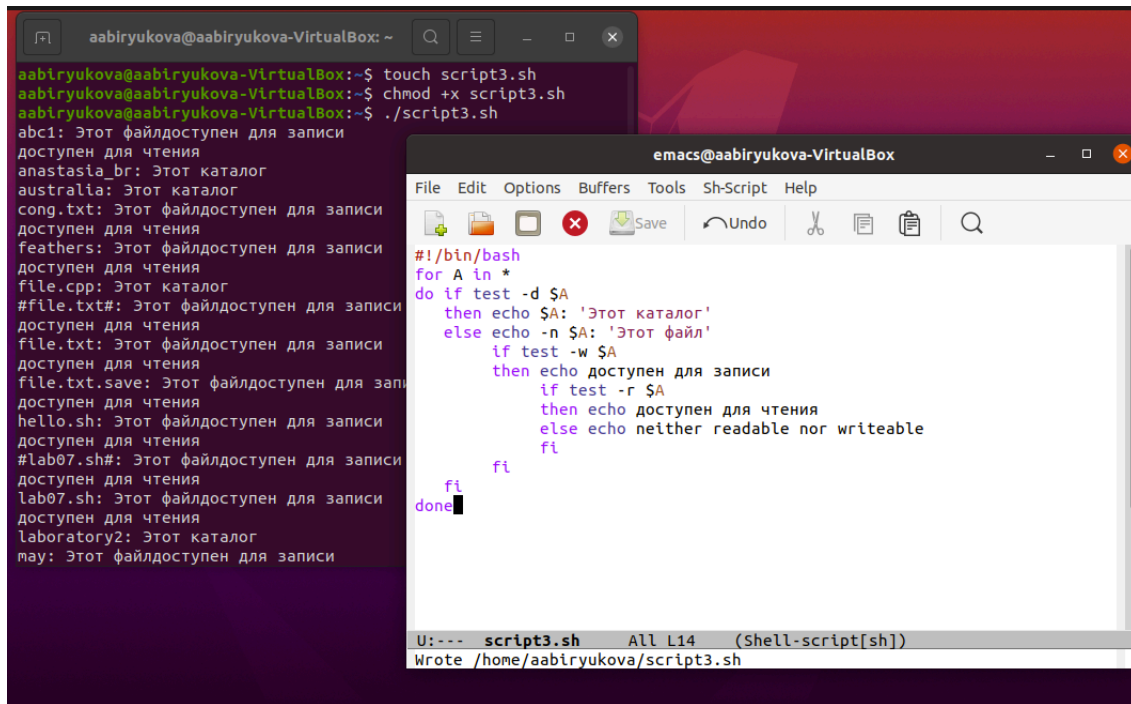 aabiryukova@aabiryukova-VirtualBox: ~
aabiryukova@aabiryukova-VirtualBox:~$ touch script3.sh
aabiryukova@aabiryukova-VirtualBox:~$ chmod +x script3.sh
aabiryukova@aabiryukova-VirtualBox:~$ ./script3.sh
abc1: Этот файлдоступен для записи
доступен для чтения
anastasia_br: Этот каталог
australia: Этот каталог
cong.txt: Этот файлдоступен для записи
доступен для чтения
feathers: Этот файлдоступен для записи
доступен для чтения
file.cpp: Этот каталог
#file.txt#: Этот файлдоступен для записи
доступен для чтения
file.txt: Этот файлдоступен для записи
доступен для чтения
file.txt.save: Этот файлдоступен для
доступен для чтения
hello.sh: Этот файлдоступен для записи
доступен для чтения
#lab07.sh#: Этот файлдоступен для записи
доступен для чтения
lab07.sh: Этот файлдоступен для записи
доступен для чтения
laboratory2: Этот каталог
may: Этот файлдоступен для записи
emacs@aabiryukova-VirtualBox
File Edit Options Buffers Tools Sh-Script Help
Save Undo
#!/bin/bash
for A in *
do if test -d $A
then echo $A: 'Этот каталог'
else echo -n $A: 'Этот файл'
if test -w $A
then echo доступен для записи
if test -r $A
then echo доступен для чтения
else echo neither readable nor writeable
fi
fi
fi
done
U:--- script3.sh All L14 (Shell-script[sh])
Wrote /home/aabiryukova/script3.sh